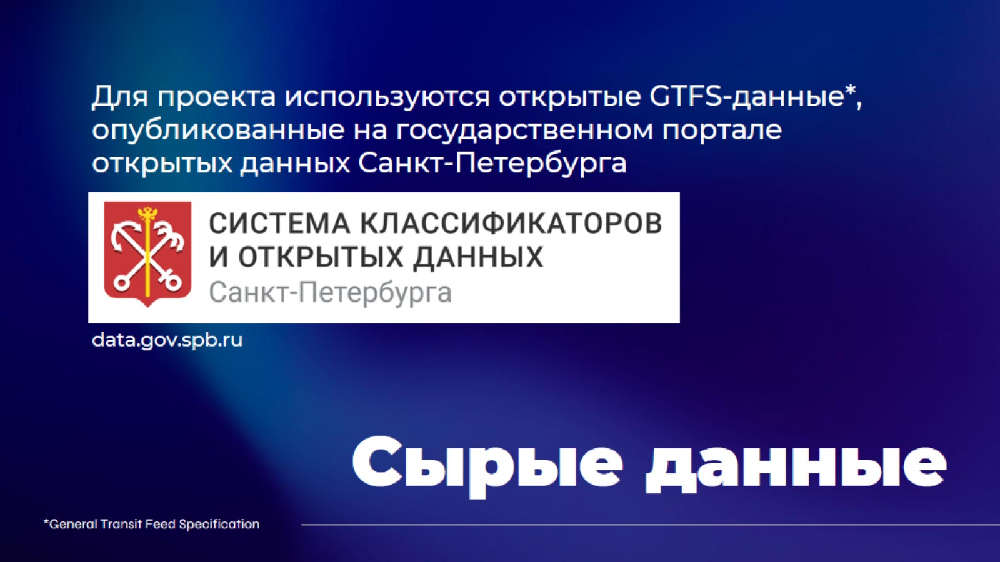 Для проекта используются открытые GTFS-данные*,
опубликованные на государственном портале
открытых данных Санкт-Петербурга
СИСТЕМА КЛАССИФИКАТОРОВ
И ОТКРЫТЫХ ДАННЫХ
Санкт-Петербурга
data.gov.spb.ru
Сырые данные
*General Transit Feed Specification